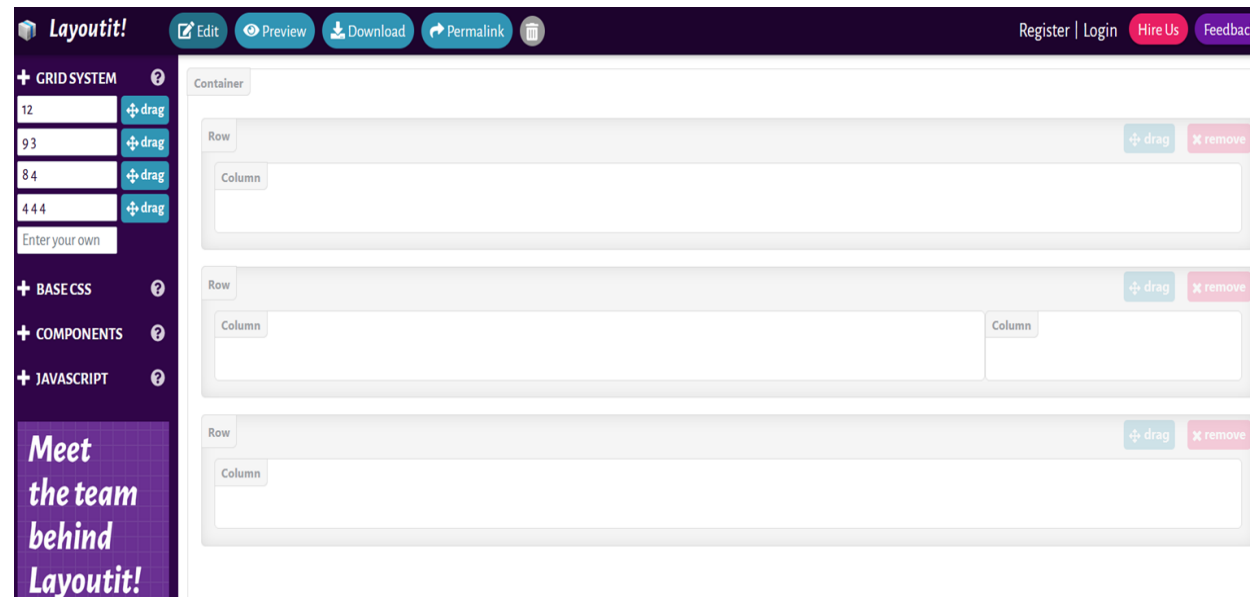 Layoutit!
Edit
Preview
Download
Permalink
Register | Login
Hire Us
Feedbac
GRID SYSTEM
12
drag
9 3
drag
8 4
drag
4 4 4
drag
Enter your own
BASE CSS
COMPONENTS
JAVASCRIPT
Meet
the team
behind
Layoutit!
Container
Row
drag
remove
Column
Row
drag
remove
Column
Column
Row
drag
remove
Column